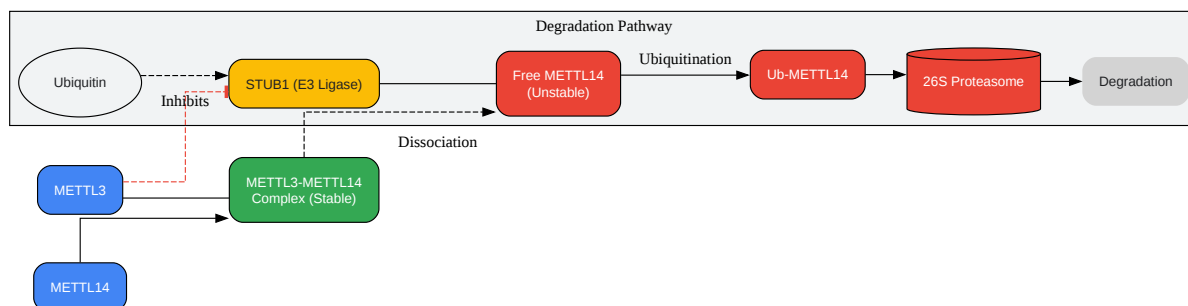 Degradation Pathway
Ubiquitin
STUB1 (E3 Ligase)
Free METTL14
(Unstable)
Ubiquitination
Ub-METTL14
26S Proteasome
Degradation
Inhibits
Dissociation
METTL3
METTL3-METTL14
Complex (Stable)
METTL14